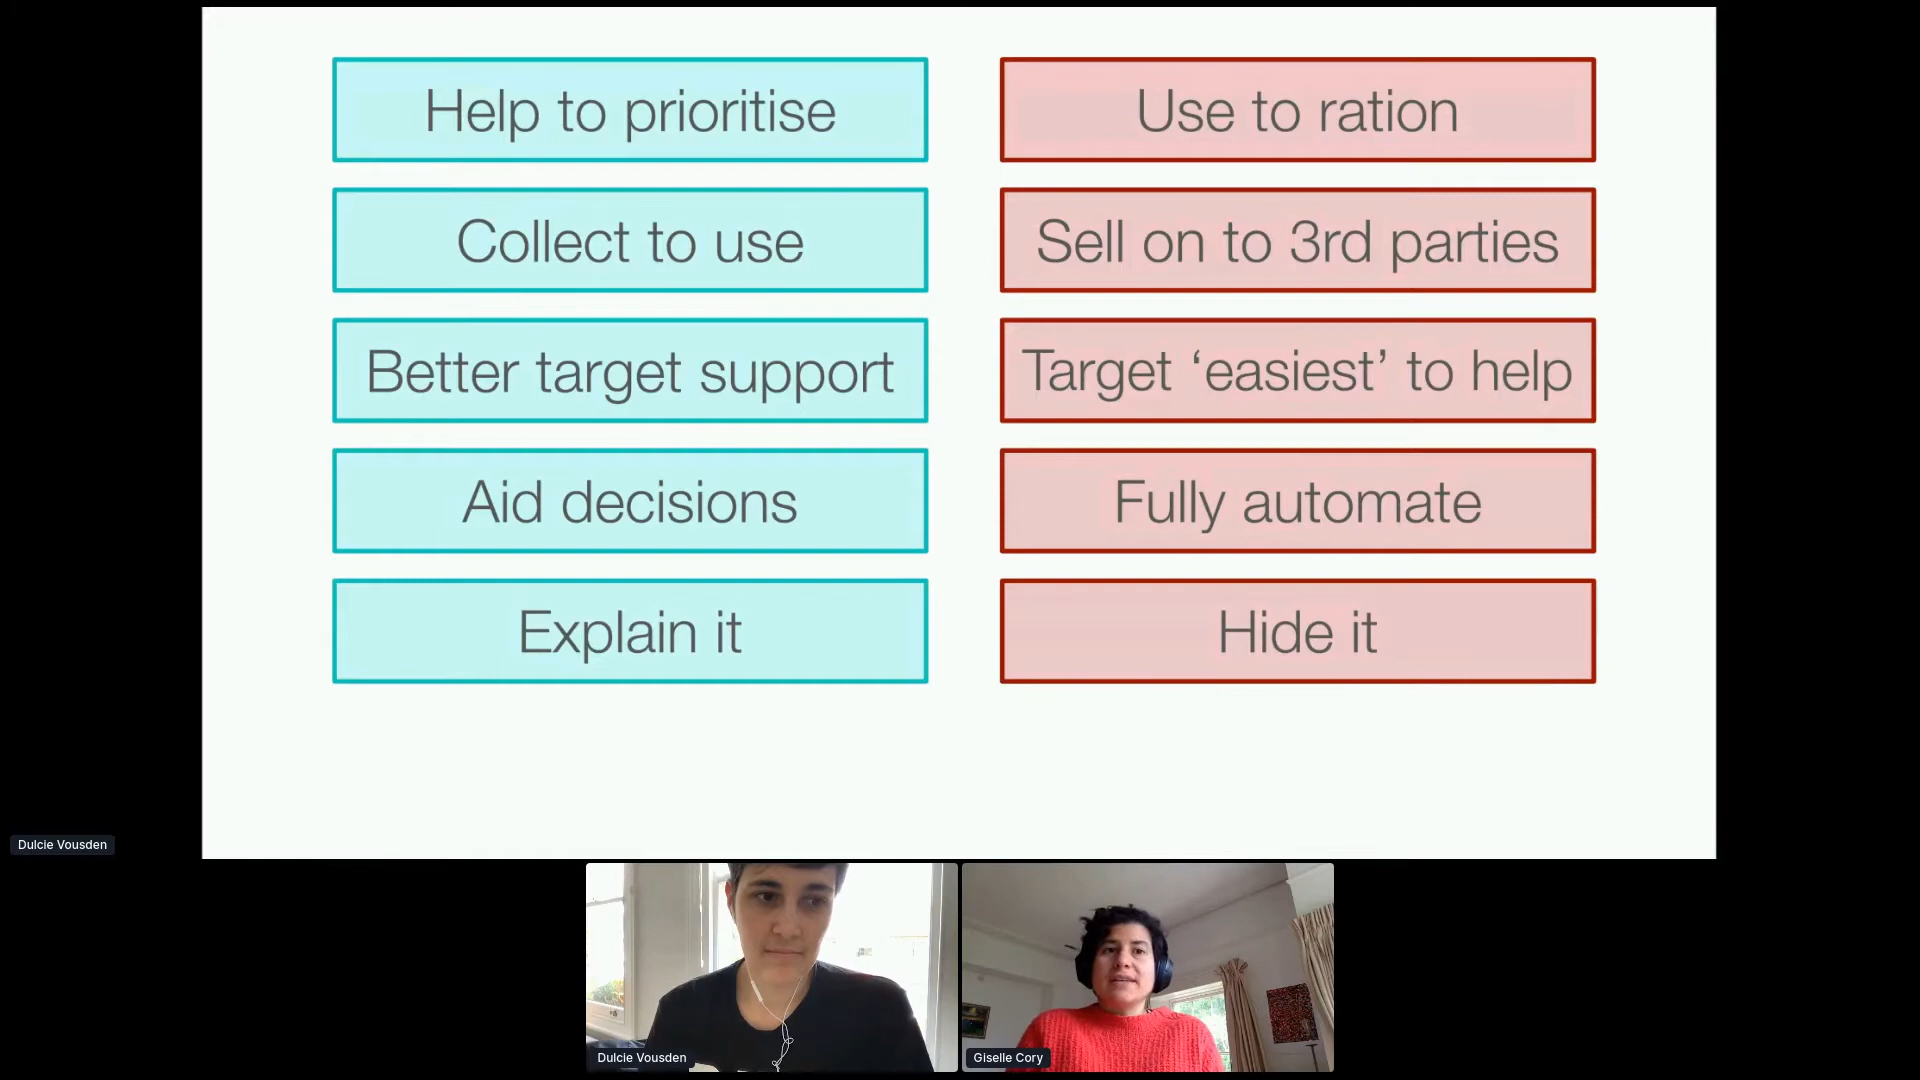 Help to prioritise
Use to ration
Collect to use
Sell on to 3rd parties
Better target support
Target ‘easiest’ to help
Aid decisions
Fully automate
Explain it
Hide it
Dulcie Vousden
Dulcie Vousden
Giselle Cory